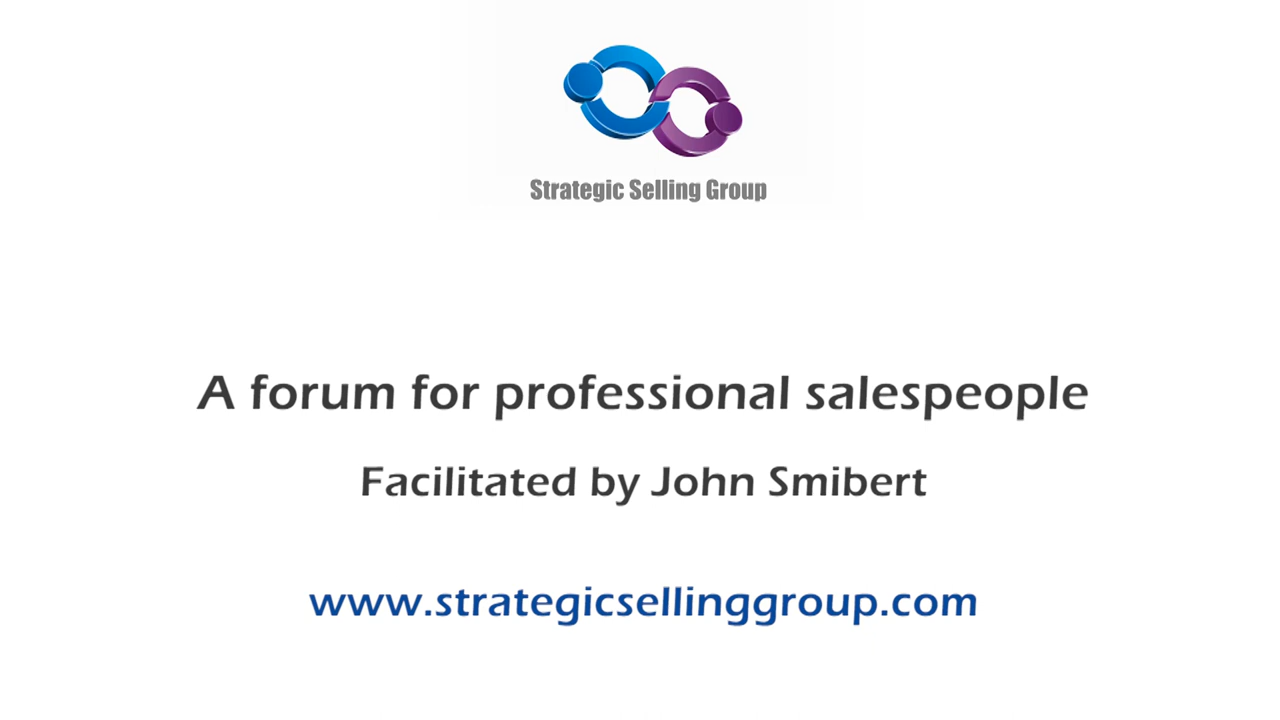 Strategic Selling Group
A forum for professional salespeople
Facilitated by John Smibert
www.strategicsellinggroup.com